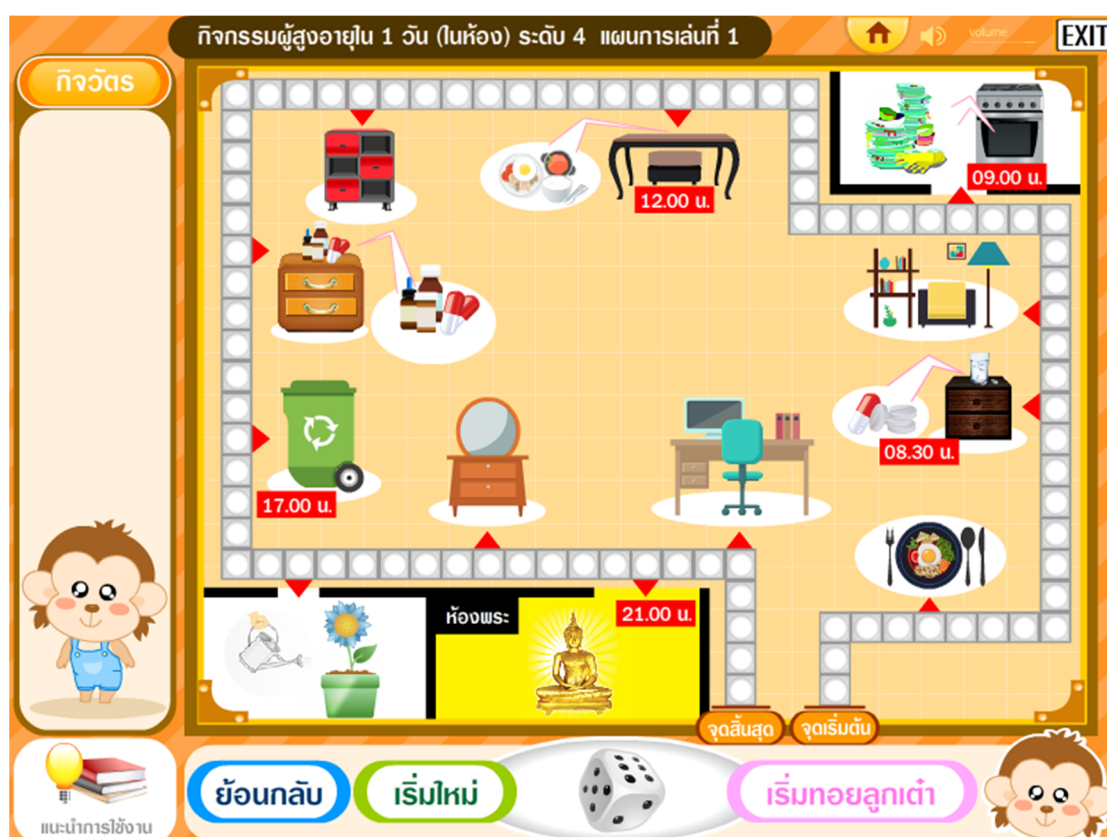 กิจกรรมผู้สูงอายุใน 1 วัน (ในห้อง) ระดับ 4 แผนการเล่นที่ 1
volume
EXIT
กิจวัตร
09.00 น.
12.00 น.
08.30 น.
17.00 น.
ห้องพระ
21.00 น.
จุดสิ้นสุด
จุดเริ่มต้น
ย้อนกลับ
เริ่มใหม่
เริ่มทอยลูกเต๋า
แนะนำการใช้งาน